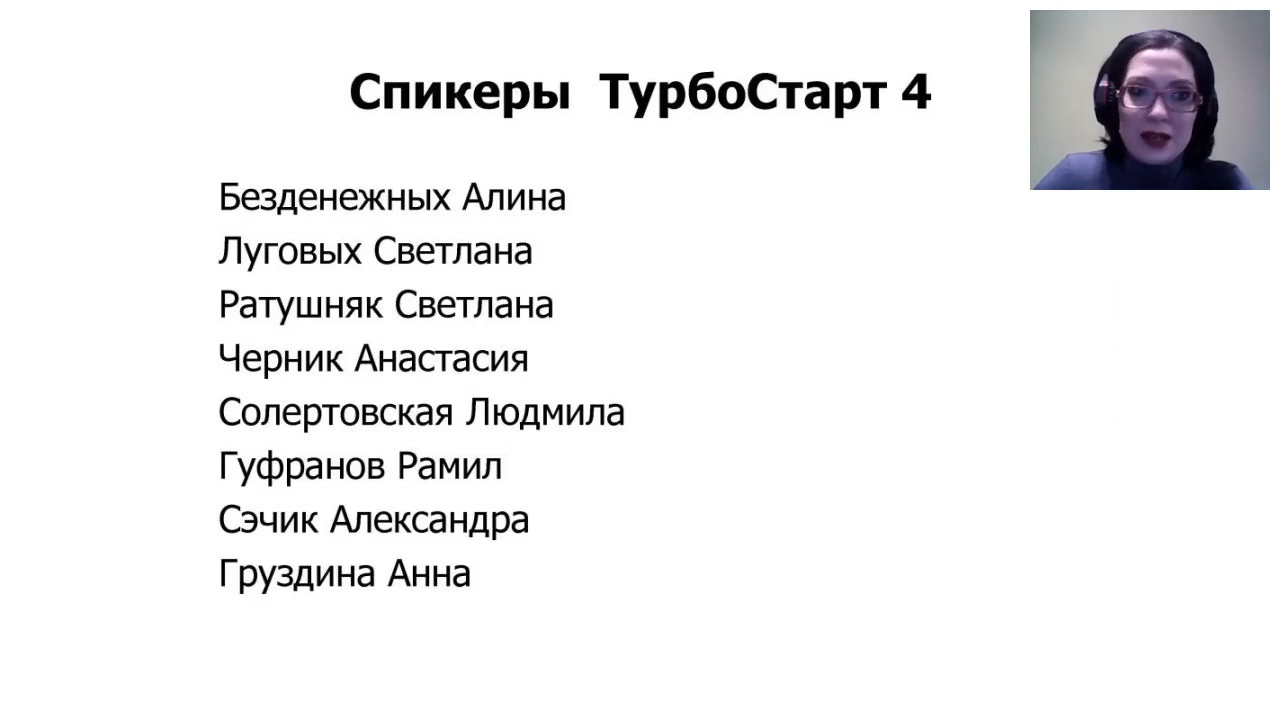 Спикеры ТурбоСтарт 4
Безденежных Алина
Луговых Светлана
Ратушняк Светлана
Черник Анастасия
Солертовская Людмила
Гуфранов Рамил
Сэчик Александра
Груздина Анна